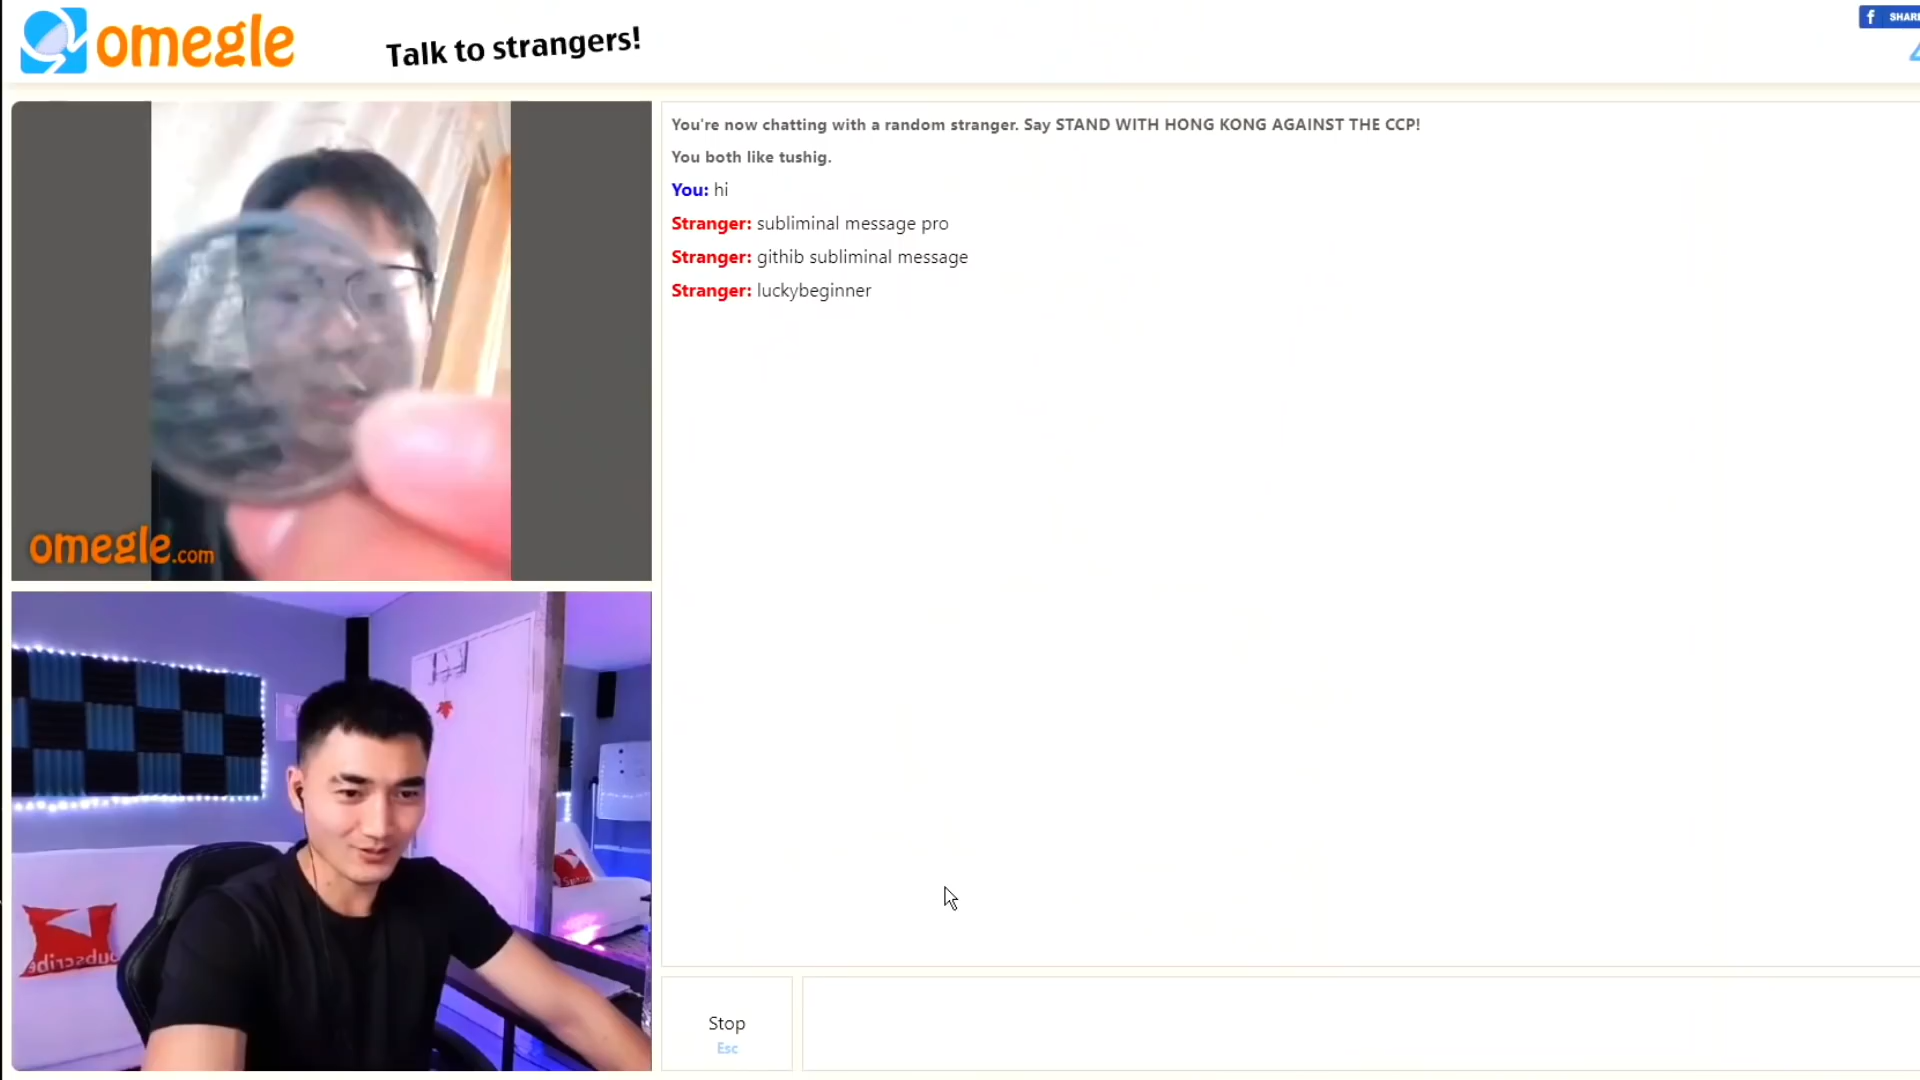 omegle
Talk to strangers!
SHARE
You're now chatting with a random stranger. Say STAND WITH HONG KONG AGAINST THE CCP!
You both like tushig.
You: hi
Stranger: subliminal message pro
Stranger: githib subliminal message
Stranger: luckybeginner
omegle.com
Subscribe
Stop
Esc